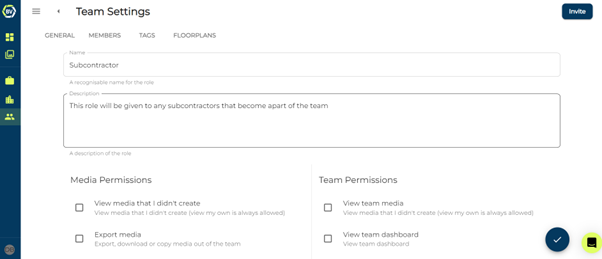 BV
Team Settings
Invite
GENERAL MEMBERS TAGS FLOORPLANS
Name
Subcontractor
A recognisable name for the role
Description
This role will be given to any subcontractors that become apart of the team
A description of the role
Media Permissions
View media that I didn't create
View media that I didn't create (view my own is always allowed)
Export media
Export, download or copy media out of the team
Team Permissions
View team media
View media that I didn't create (view my own is always allowed)
View team dashboard
View team dashboard